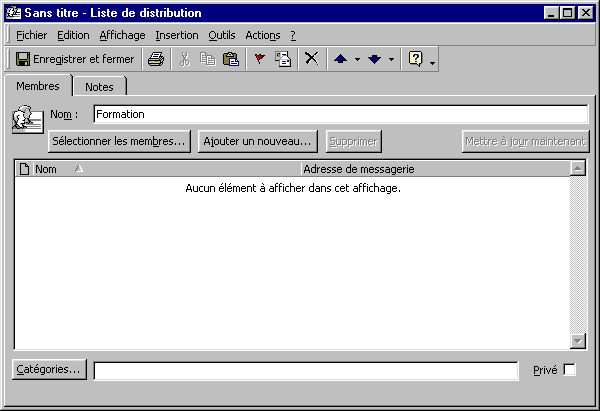 Sans titre - Liste de distribution
Fichier Edition Affichage Insertion Outils Actions ?
Enregistrer et fermer
Membres Notes
Nom : Formation
Sélectionner les membres... Ajouter un nouveau... Supprimer Mettre à jour maintenant
Nom Adresse de messagerie
Aucun élément à afficher dans cet affichage.
Catégories... Privé